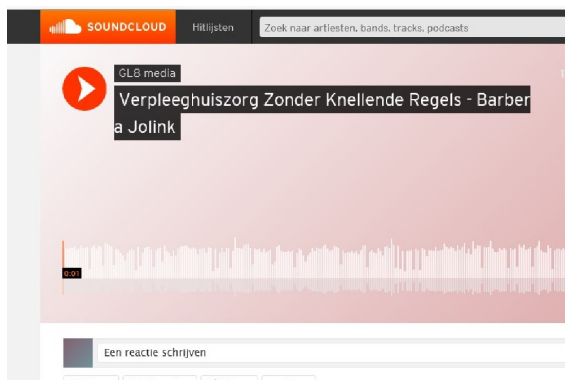 SOUNDCLOUD Hitlijsten Zoek naar artiesten, bands, tracks, podcasts
GL8 media
Verpleeghuiszorg Zonder Knellende Regels - Barber
a Jolink
0:01
Een reactie schrijven